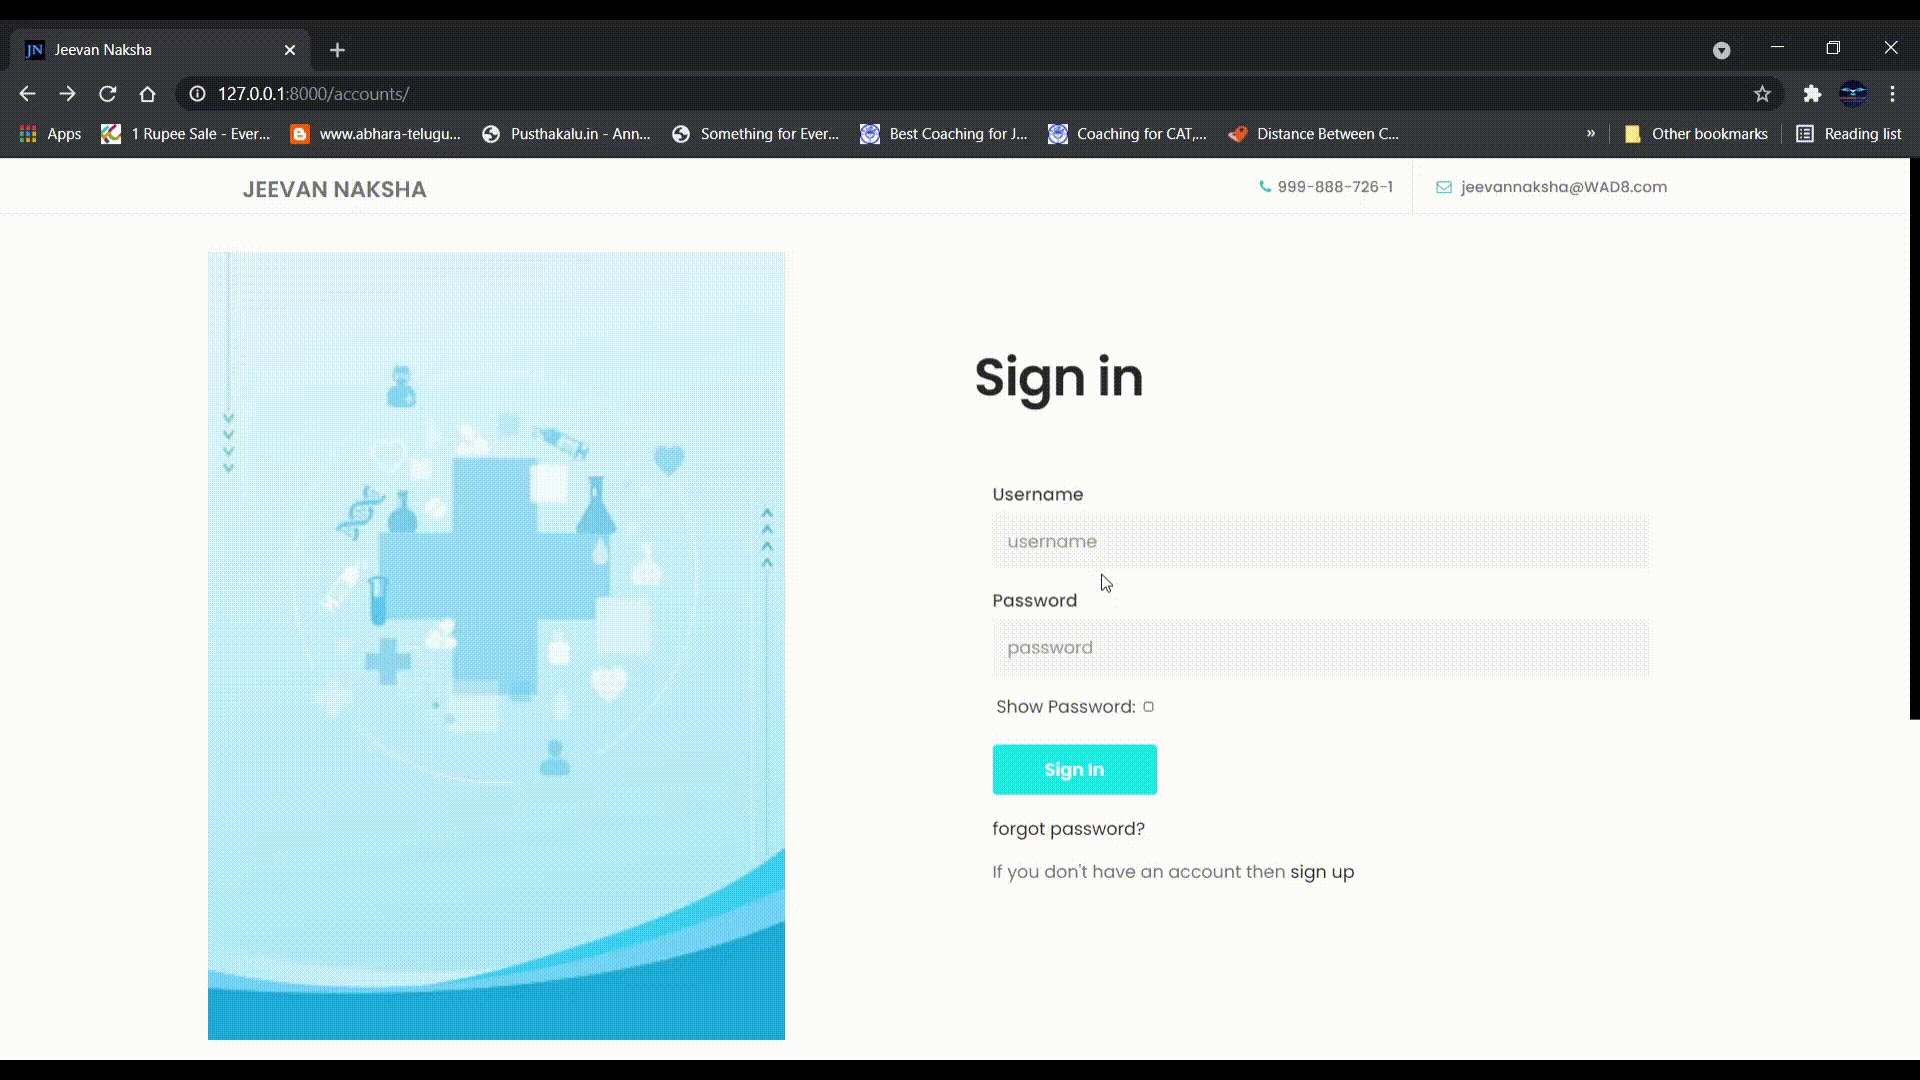 JN Jeevan Naksha
127.0.0.1:8000/accounts/
Apps 1 Rupee Sale - Ever... www.abhara-telugu... Pusthakalu.in - Ann... Something for Ever... Best Coaching for J... Coaching for CAT,... Distance Between C... » Other bookmarks Reading list
JEEVAN NAKSHA 999-888-726-1 jeevannaksha@WAD8.com
Sign in
Username
username
Password
password
Show Password:
Sign In
forgot password?
If you don't have an account then sign up